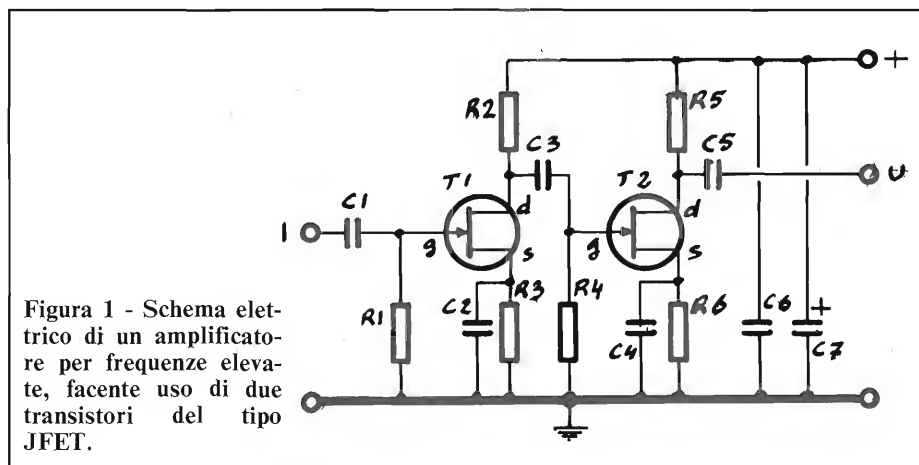 +
R2
R5
C3
C5
U
T1
T2
C1
d
d
I
g
s
g
s
R1
C2
R3
R4
C4
R6
C6
+
C7
Figura 1 - Schema elet-
trico di un amplificato-
re per frequenze eleva-
te, facente uso di due
transistori del tipo
JFET.